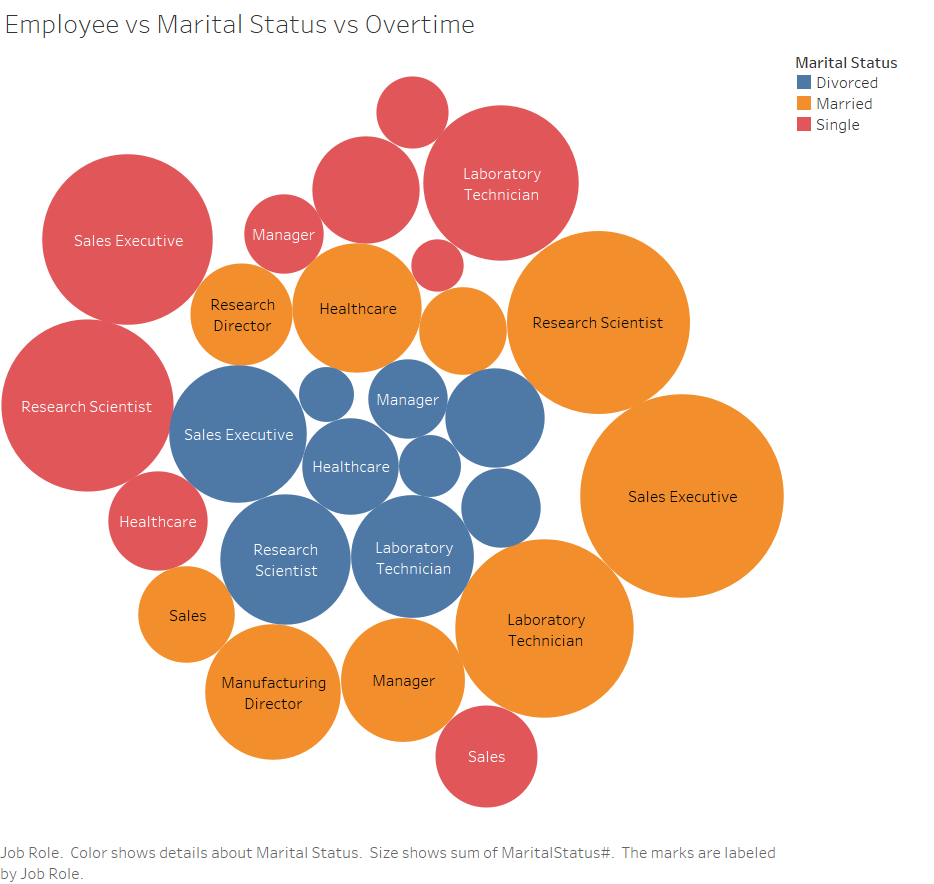 Employee vs Marital Status vs Overtime
Marital Status
Divorced
Married
Single
Laboratory
Technician
Sales Executive
Manager
Research
Director
Healthcare
Research Scientist
Research Scientist
Manager
Sales Executive
Healthcare
Sales Executive
Healthcare
Research
Scientist
Laboratory
Technician
Sales
Laboratory
Technician
Manufacturing
Director
Manager
Sales
Job Role.  Color shows details about Marital Status.  Size shows sum of MaritalStatus#.  The marks are labeled
by Job Role.